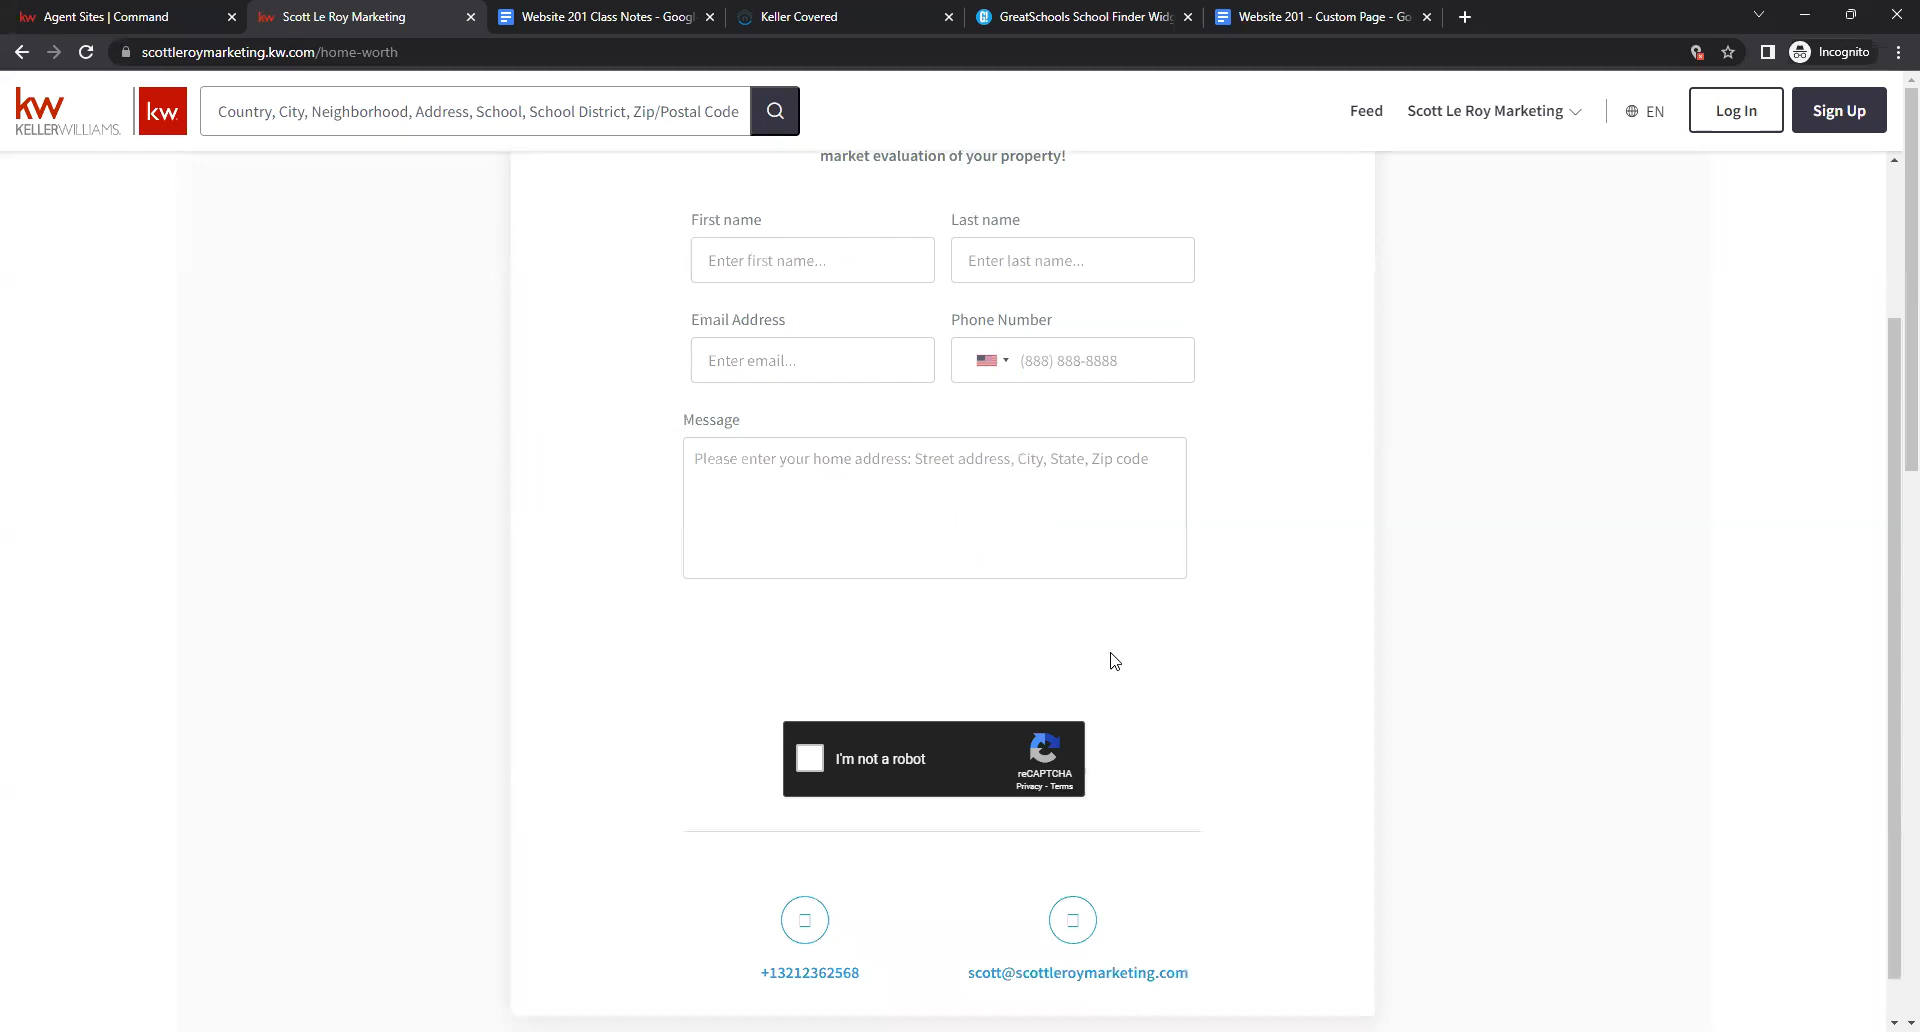 Agent Sites | Command
Scott Le Roy Marketing
Website 201 Class Notes - Googl
Keller Covered
GreatSchools School Finder Widg
Website 201 - Custom Page - Go
scottleroymarketing.kw.com/home-worth
Incognito
kw
KELLERWILLIAMS.
kw
Country, City, Neighborhood, Address, School, School District, Zip/Postal Code
Feed
Scott Le Roy Marketing
EN
Log In
Sign Up
market evaluation of your property!
First name
Last name
Enter first name...
Enter last name...
Email Address
Phone Number
Enter email...
(888) 888-8888
Message
Please enter your home address: Street address, City, State, Zip code
I'm not a robot
reCAPTCHA
Privacy - Terms
+13212362568
scott@scottleroymarketing.com